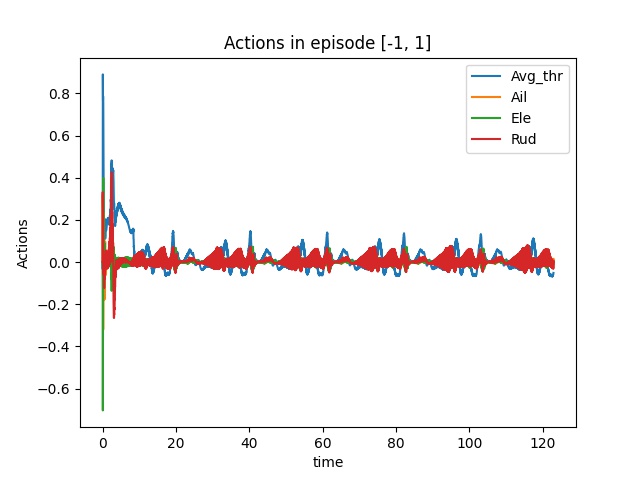 Actions in episode [-1, 1]
Avg_thr
Ail
Ele
Rud
0.8
0.6
0.4
0.2
0.0
−0.2
−0.4
−0.6
Actions
0 20 40 60 80 100 120
time